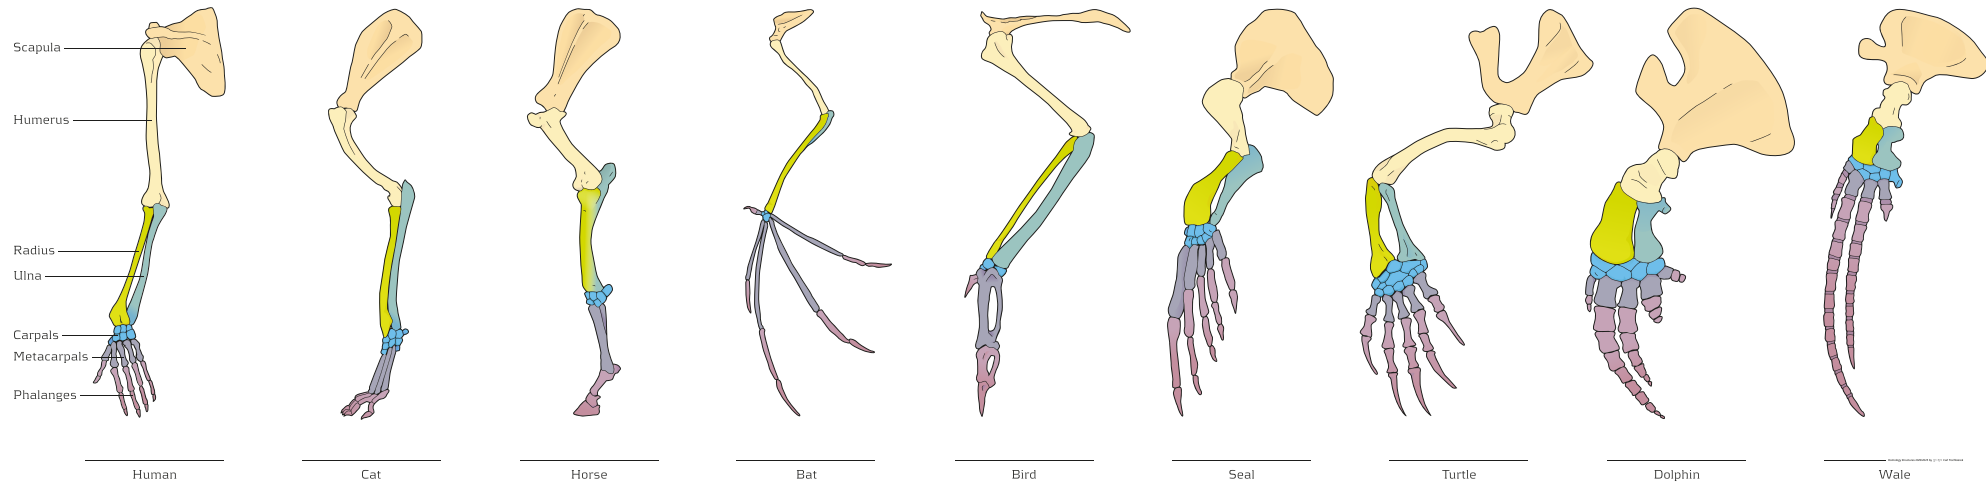 Scapula
Humerus
Radius
Ulna
Carpals
Metacarpals
Phalanges
Human
Cat
Horse
Bat
Bird
Seal
Turtle
Dolphin
Wale